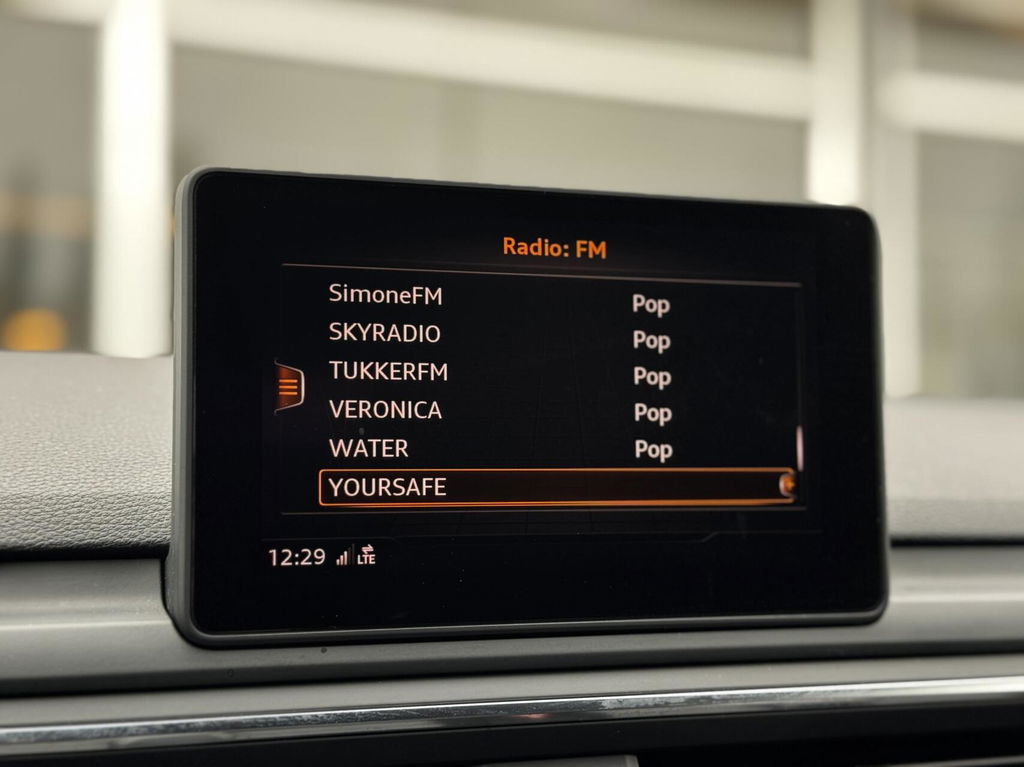 Radio: FM
SimoneFM Pop
SKYRADIO Pop
TUKKERFM Pop
VERONICA Pop
WATER Pop
YOURSAFE
12:29 LTE